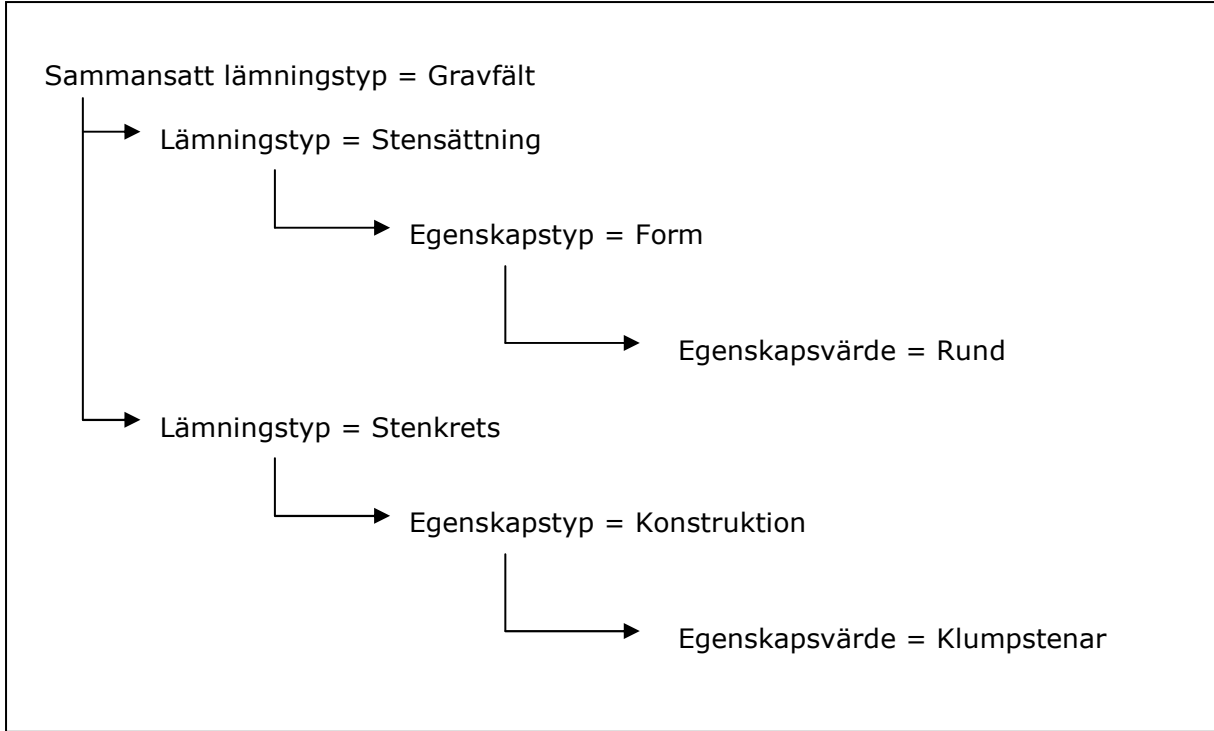 Sammansatt lämningstyp = Gravfält
Lämningstyp = Stensättning
Egenskapstyp = Form
Egenskapsvärde = Rund
Lämningstyp = Stenkrets
Egenskapstyp = Konstruktion
Egenskapsvärde = Klumpstenar